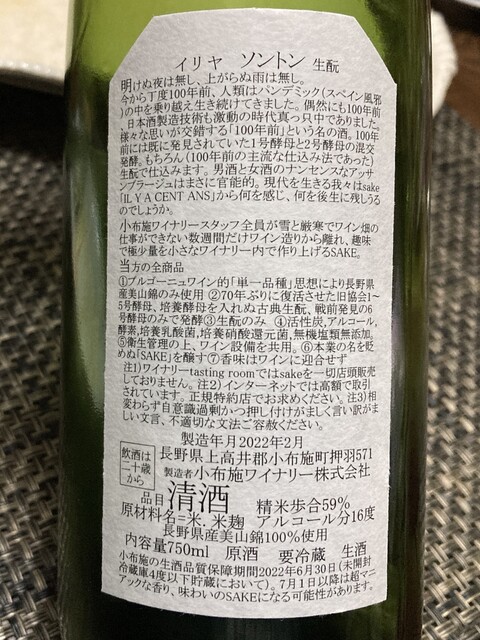 イリヤ ソントン 生酛
明けぬ夜は無し、上がらぬ雨は無し。
今から丁度100年前、人類はパンデミック(スペイン風邪)
の中を乗り越え生き続けてきました。偶然にも100年前
日本酒製造技術も激動の時代真っ只中でありました。
様々な思いが交錯する「100年前」という名の酒。100年
前には既に発見されていた1号酵母と2号酵母の混交
発酵。もちろん(100年前の主流な仕込み法であった)
生酛で仕込みます。男酒と女酒のナンセンスなアッサ
ンブラージュはまさに官能的。現代を生きる我々はsake
「IL Y A CENT ANS」から何を感じ、何を後生に残しうる
のでしょうか。
小布施ワイナリースタッフ全員が雪と厳寒でワイン畑の
仕事ができない数週間だけワイン造りから離れ、趣味
で極少量を小さなワイナリー内で作り上げるSAKE。
当方の全商品
①ブルゴーニュワイン的「単一品種」思想により長野県
産美山錦のみ使用 ②70年ぶりに復活させた旧協会1~
5号酵母、培養酵母を入れぬ古典生酛、戦前発見の6
号酵母のみで発酵③生酛のみ ④活性炭,アルコール,
酵素,培養乳酸菌,培養硝酸還元菌,無機塩類無添加。
⑤衛生管理の上、ワイン設備を共用。⑥本業の名を貶
めぬ「SAKE」を醸す⑦香味はワインに迎合せず
注1)ワイナリーtasting roomではsakeを一切店頭販売
しておりません。注2)インターネットでは高額で取引
されています。正規特約店でお求めください。注3)相
変わらず自意識過剰かつ押し付けがましく言い訳がま
しい文言、不適切な文法ご容赦ください。
製造年月2022年2月
長野県上高井郡小布施町押羽571
製造者小布施ワイナリー株式会社
飲酒は
二十歳
から
品目清酒 精米歩合59%
原材料名=米・米麹 アルコール分16度
長野県産美山錦100%使用
内容量750ml 原酒 要冷蔵 生酒
小布施の生酒品質保障期間2022年6月30日(未開封
冷蔵庫4度以下貯蔵において)。7月1日以降は超マニ
アックな香り、味わいのSAKEになる可能性があります。